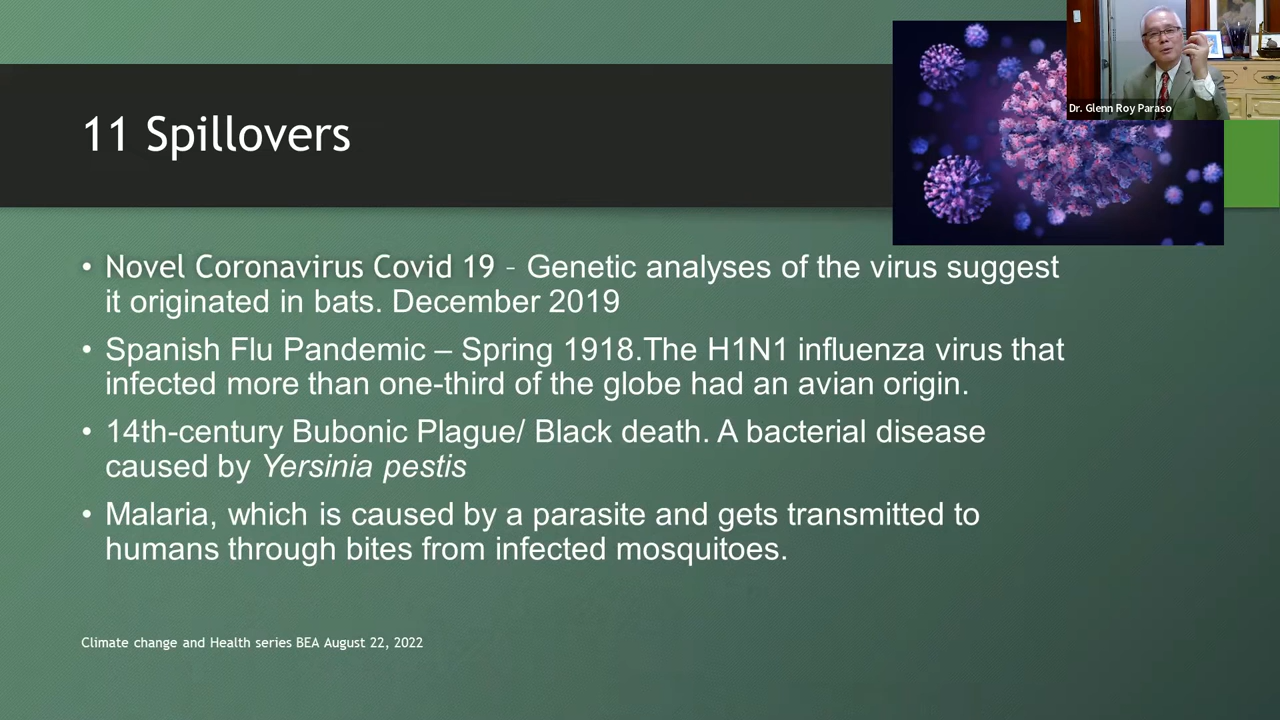 Dr. Glenn Roy Paraso
11 Spillovers
• Novel Coronavirus Covid 19 - Genetic analyses of the virus suggest
it originated in bats. December 2019
• Spanish Flu Pandemic – Spring 1918.The H1N1 influenza virus that
infected more than one-third of the globe had an avian origin.
• 14th-century Bubonic Plague/ Black death. A bacterial disease
caused by Yersinia pestis
• Malaria, which is caused by a parasite and gets transmitted to
humans through bites from infected mosquitoes.
Climate change and Health series BEA August 22, 2022